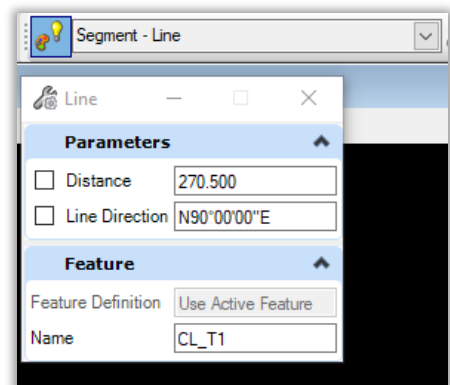 Segment - Line
Line
Parameters
Distance 270.500
Line Direction N90°00'00"E
Feature
Feature Definition Use Active Feature
Name CL_T1